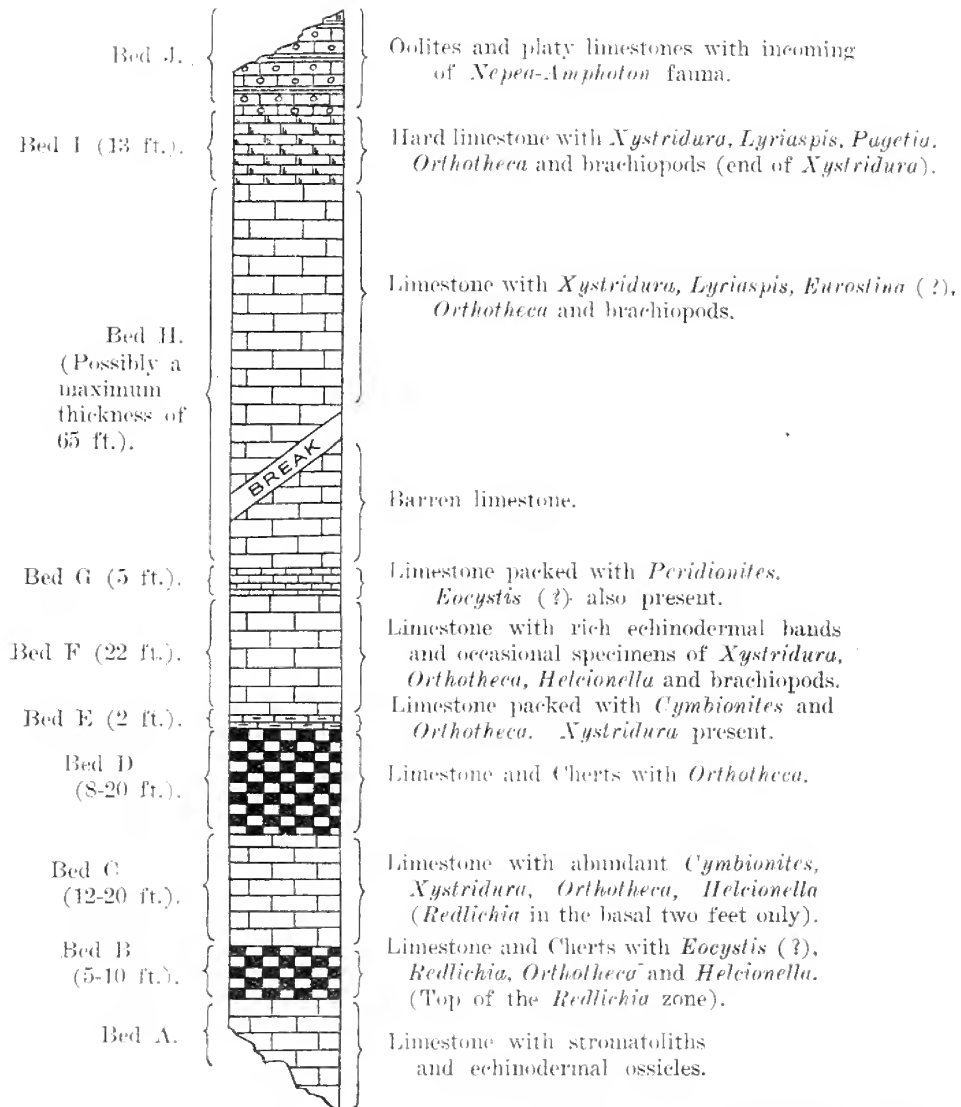 Bed J.
Oolites and platy limestones with incoming
of Nepea-Amphoton fauna.
Bed I (13 ft.).
Hard limestone with Xystridura, Lyriaspis, Pagetia.
Orthotheca and brachiopods (end of Xystridura).
Limestone with Xystridura, Lyriaspis, Eurostina (?),
Orthotheca and brachiopods.
Bed H.
(Possibly a
maximum
thickness of
65 ft.).
BREAK
Barren limestone.
Bed G (5 ft.).
Limestone packed with Peridionites.
Eocystis (?) also present.
Bed F (22 ft.).
Limestone with rich echinodermal bands
and occasional specimens of Xystridura,
Orthotheca, Helcionella and brachiopods.
Bed E (2 ft.).
Limestone packed with Cymbionites and
Orthotheca. Xystridura present.
Bed D
(8-20 ft.).
Limestone and Cherts with Orthotheca.
Bed C
(12-20 ft.).
Limestone with abundant Cymbionites,
Xystridura, Orthotheca, Helcionella
(Redlichia in the basal two feet only).
Bed B
(5-10 ft.).
Limestone and Cherts with Eocystis (?),
Redlichia, Orthotheca and Helcionella.
(Top of the Redlichia zone).
Bed A.
Limestone with stromatoliths
and echinodermal ossicles.